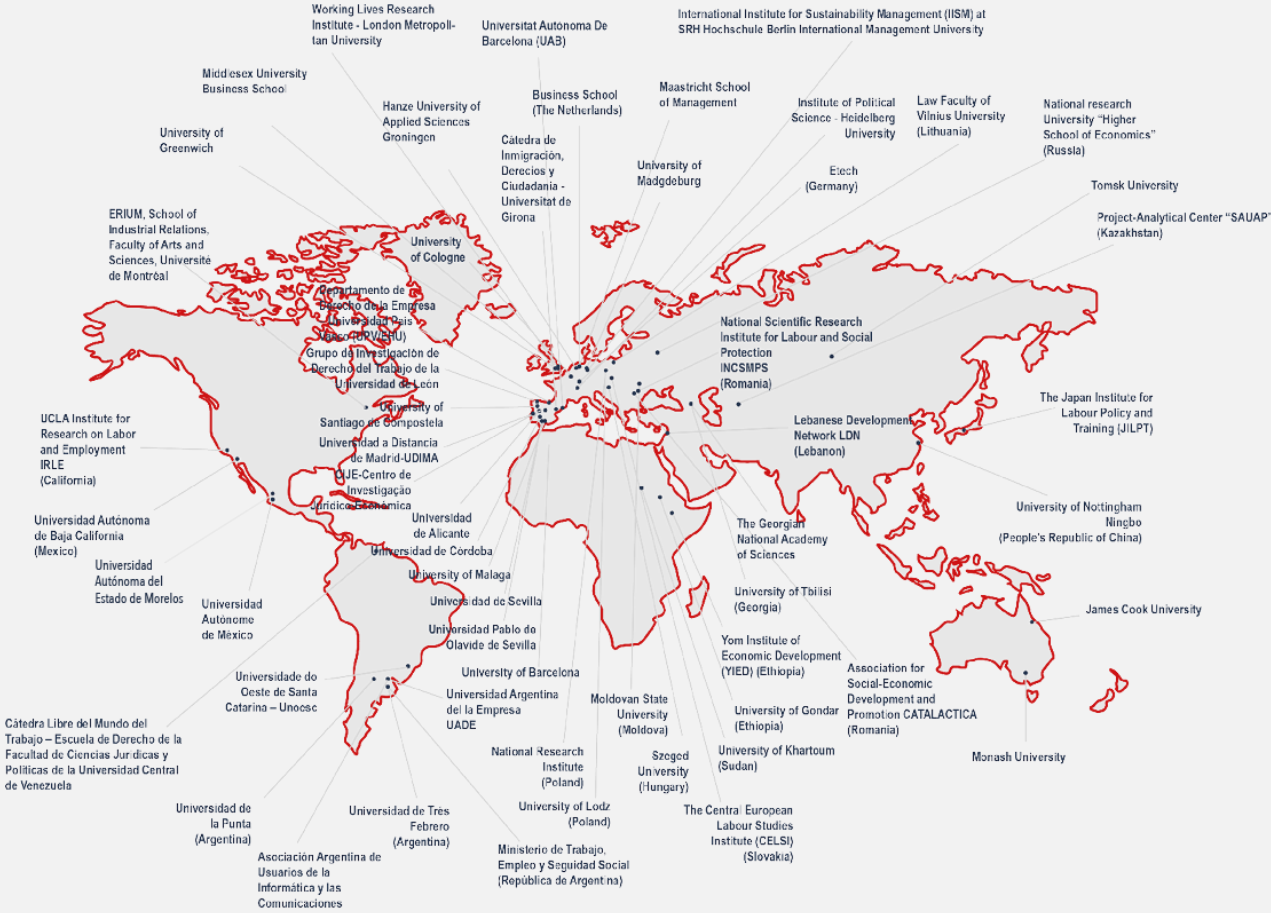 Working Lives Research
Institute - London Metropoli-
tan University
Universitat Autònoma De
Barcelona (UAB)
International Institute for Sustainability Management (IISM) at
SRH Hochschule Berlin International Management University
Middlesex University
Business School
Hanze University of
Applied Sciences
Groningen
Business School
(The Netherlands)
Maastricht School
of Management
Institute of Political
Science - Heidelberg
University
Law Faculty of
Vilnius University
(Lithuania)
National research
University “Higher
School of Economics”
(Russia)
University of
Greenwich
Cátedra de
Inmigración,
Derecios y
Ciudadania -
Universitat de
Girona
University of
Madgdeburg
Etech
(Germany)
Tomsk University
Project-Analytical Center “SAUAP”
(Kazakhstan)
ERIUM, School of
Industrial Relations,
Faculty of Arts and
Sciences, Université
de Montréal
University
of Cologne
Departamento de
Derecho de la Empresa
Universidad Pais
Vasco (UPV/EHU)
Grupo de Investigación de
Derecho del Trabajo de la
Universidad de León
University of
Santiago de Compostela
Universidad a Distancia
de Madrid-UDIMA
CIJE-Centro de
Investigação
Jurídico-Económica
National Scientific Research
Institute for Labour and Social
Protection
INCSMPS
(Romania)
Lebanese Development
Network LDN
(Lebanon)
The Japan Institute for
Labour Policy and
Training (JILPT)
UCLA Institute for
Research on Labor
and Employment
IRLE
(California)
Universidad Autónoma
de Baja California
(Mexico)
Universidad
Autónoma del
Estado de Morelos
Universidad
Autónome
de México
Universidad
de Alicante
Universidad de Córdoba
University of Malaga
Universidad de Sevilla
Universidad Pablo do
Olavide de Sevilla
University of Barcelona
The Georgian
National Academy
of Sciences
University of Nottingham
Ningbo
(People's Republic of China)
University of Tbilisi
(Georgia)
James Cook University
Yom Institute of
Economic Development
(YIED) (Ethiopia)
Association for
Social-Economic
Development and
Promotion CATALACTICA
(Romania)
Universidade do
Oeste de Santa
Catarina – Unoesc
Universidad Argentina
del la Empresa
UADE
Moldovan State
University
(Moldova)
University of Gondar
(Ethiopia)
Cátedra Libre del Mundo del
Trabajo – Escuela de Derecho de la
Facultad de Ciencias Jurídicas y
Políticas de la Universidad Central
de Venezuela
National Research
Institute
(Poland)
Szeged
University
(Hungary)
University of Khartoum
(Sudan)
Monash University
Universidad de
la Punta
(Argentina)
Universidad de Três
Febrero
(Argentina)
University of Lodz
(Poland)
The Central European
Labour Studies
Institute (CELSI)
(Slovakia)
Asociación Argentina de
Usuarios de la
Informática y las
Comunicaciones
Ministerio de Trabajo,
Empleo y Seguidad Social
(República de Argentina)